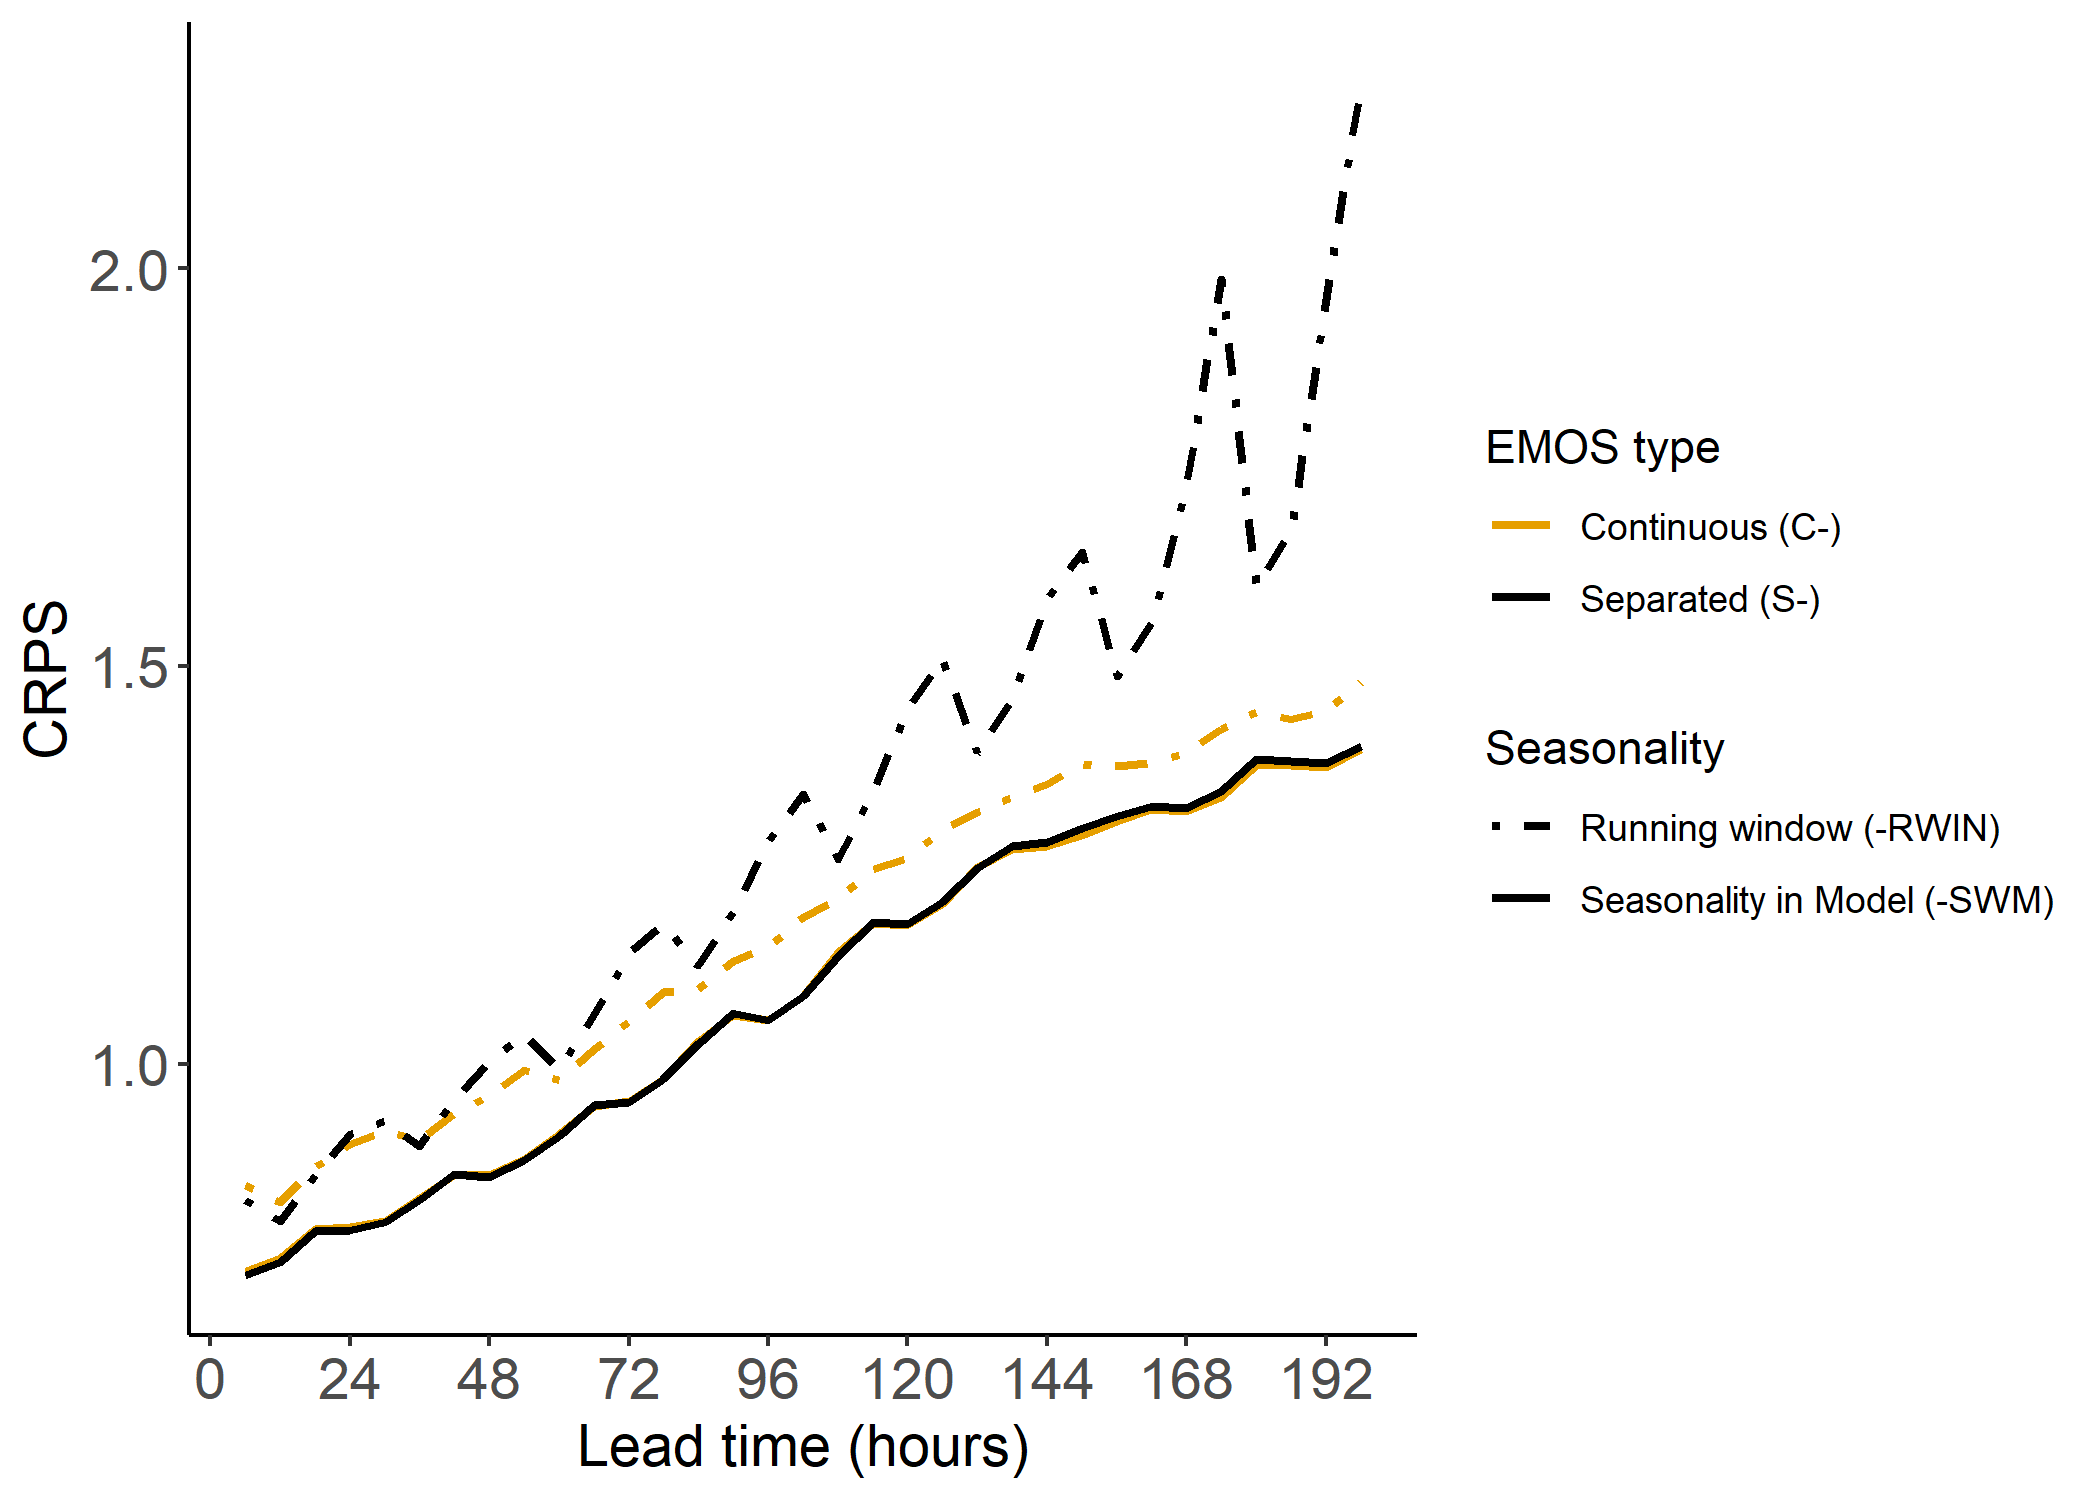 CRPS
2.0
1.5
1.0
0 24 48 72 96 120 144 168 192
Lead time (hours)
EMOS type
Continuous (C-)
Separated (S-)
Seasonality
Running window (-RWIN)
Seasonality in Model (-SWM)